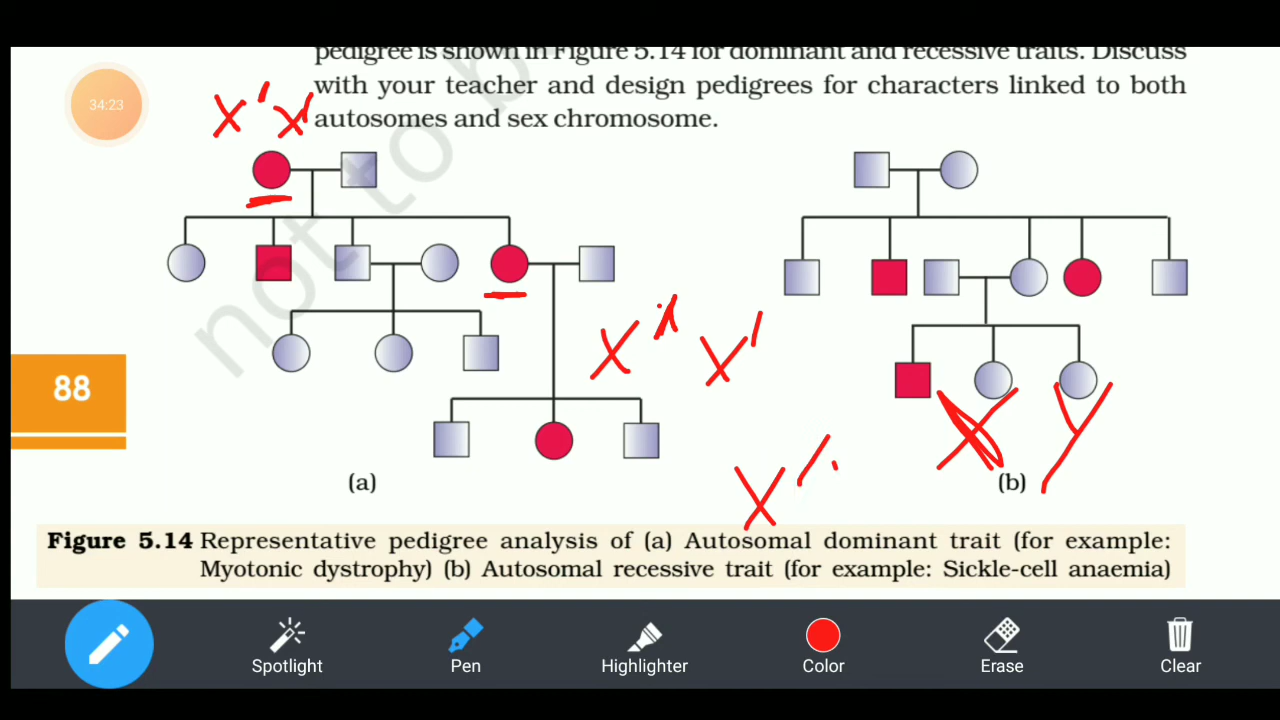 pedigree is shown in Figure 5.14 for dominant and recessive traits. Discuss
34:23
with your teacher and design pedigrees for characters linked to both
X' X'
autosomes and sex chromosome.
not to b
X X'
88
X Y
X'
(a)
(b)
Figure 5.14 Representative pedigree analysis of (a) Autosomal dominant trait (for example:
Myotonic dystrophy) (b) Autosomal recessive trait (for example: Sickle-cell anaemia)
Spotlight
Pen
Highlighter
Color
Erase
Clear